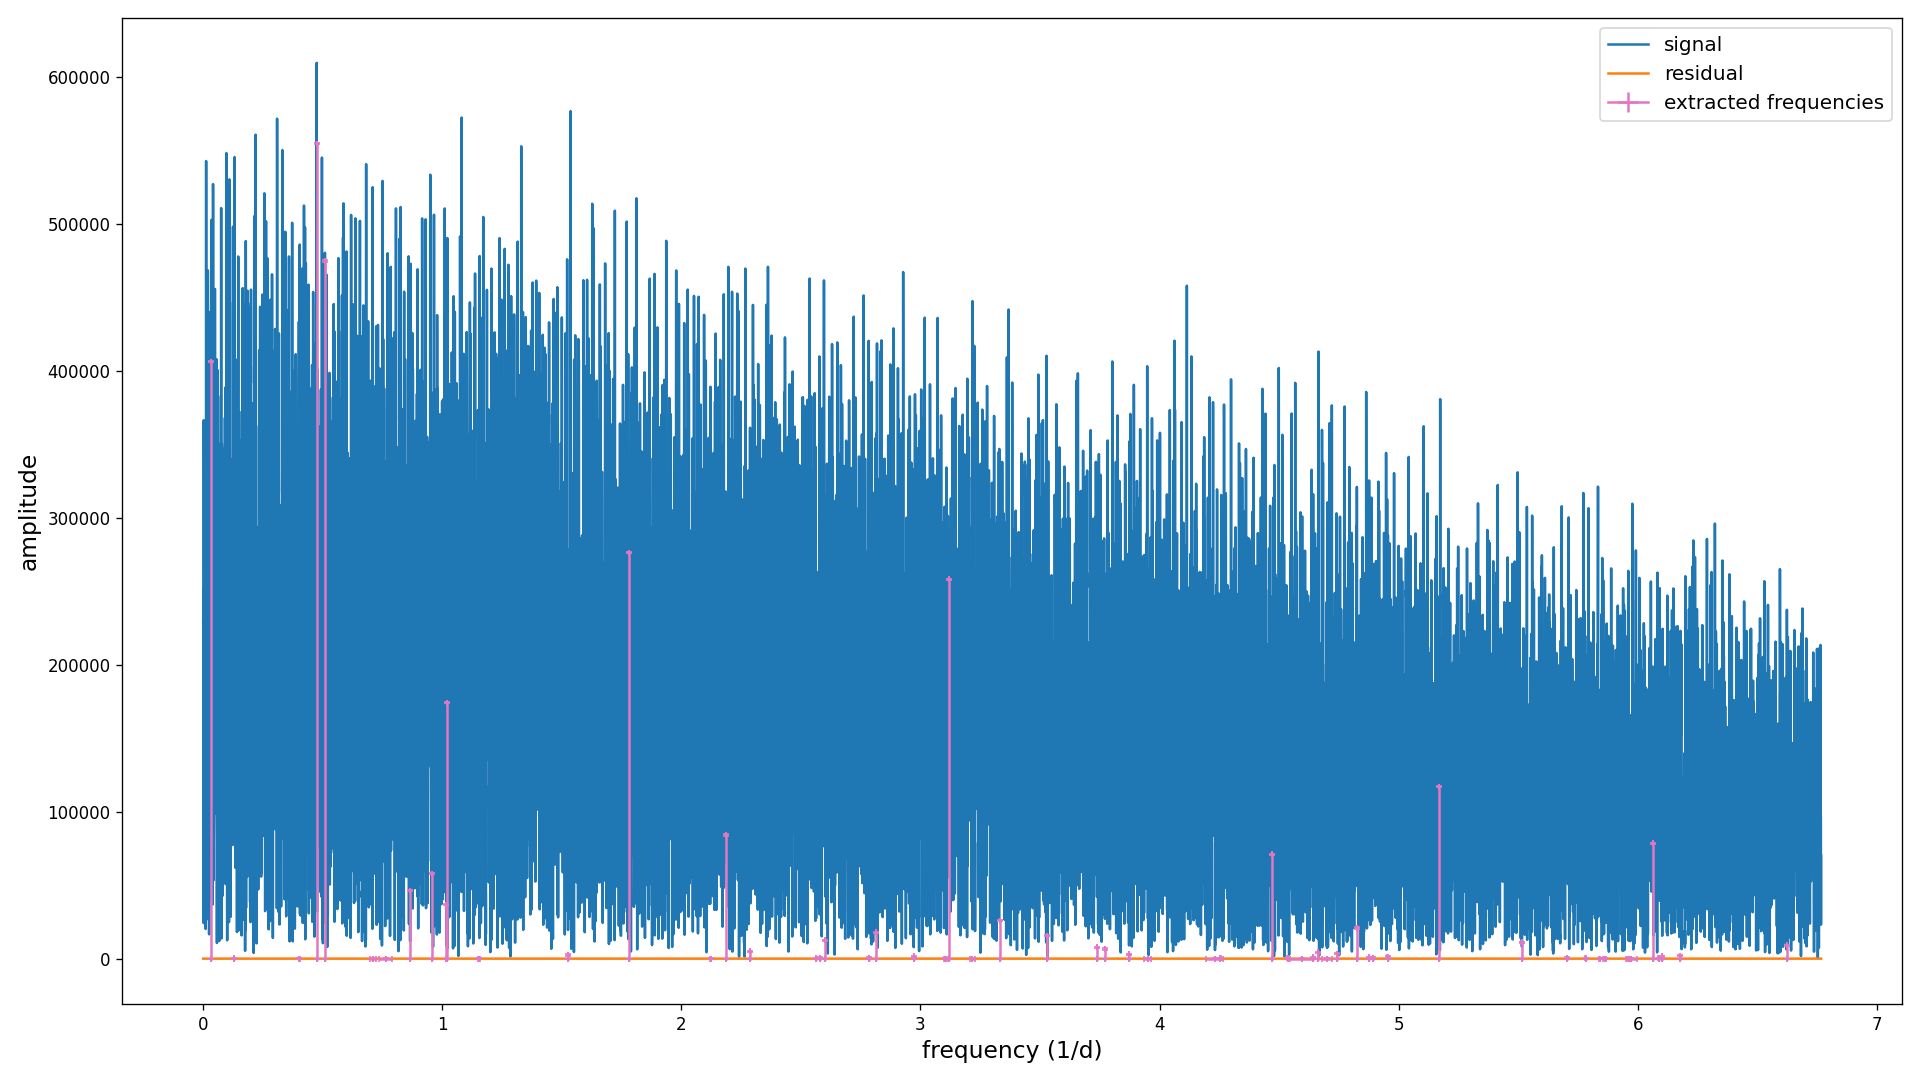 signal
residual
extracted frequencies
600000
500000
400000
300000
200000
100000
0
amplitude
0 1 2 3 4 5 6 7
frequency (1/d)